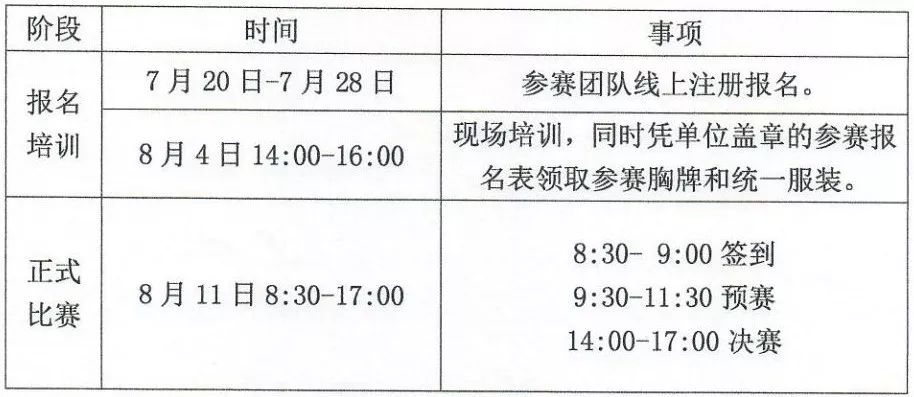 阶段 时间 事项
报名
培训
7月20日-7月28日 参赛团队线上注册报名。
8月4日14:00-16:00 现场培训，同时凭单位盖章的参赛报
名表领取参赛胸牌和统一服装。
正式
比赛
8月11日8:30-17:00
8:30- 9:00 签到
9:30-11:30 预赛
14:00-17:00 决赛